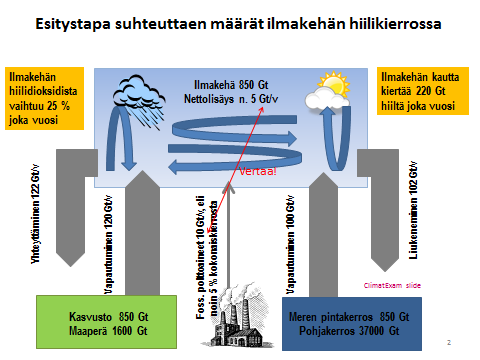 Esitystapa suhteuttaen määrät ilmakehän hiilikierrossa
Ilmakehän
hiilidioksidista
vaihtuu 25 %
joka vuosi
Ilmakehä 850 Gt
Nettolisäys n. 5 Gt/v
Ilmakehän kautta
kiertää 220 Gt
hiiltä joka vuosi
Vertaa!
Yhteyttäminen 122 Gt/v
Vapautuminen 120 Gt/v
Foss. polttoaineet 10 Gt/v, eli
noin 5 % kokonaiskierrosta
Vapautuminen 100 Gt/v
Liukeneminen 102 Gt/v
ClimatExam slide
Kasvusto 850 Gt
Maaperä 1600 Gt
Meren pintakerros 850 Gt
Pohjakerros 37000 Gt
2